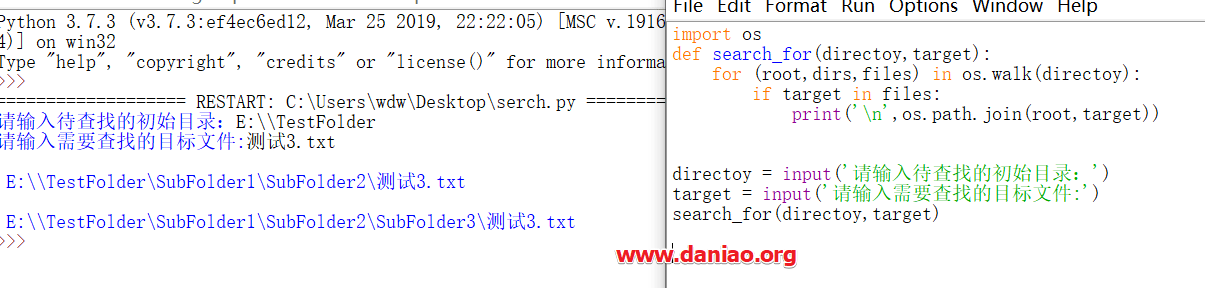 Python 3.7.3 (v3.7.3:ef4ec6ed12, Mar 25 2019, 22:22:05) [MSC v.1916
4)] on win32
Type "help", "copyright", "credits" or "license()" for more informa
>>>
=================== RESTART: C:\Users\wdw\Desktop\serch.py ========
请输入待查找的初始目录：E:\\TestFolder
请输入需要查找的目标文件:测试3.txt
E:\\TestFolder\SubFolder1\SubFolder2\测试3.txt
E:\\TestFolder\SubFolder1\SubFolder2\SubFolder3\测试3.txt
>>>
File Edit Format Run Options Window Help
import os
def search_for(directoy,target):
    for (root,dirs,files) in os.walk(directoy):
        if target in files:
            print('\n',os.path.join(root,target))
directoy = input('请输入待查找的初始目录：')
target = input('请输入需要查找的目标文件:')
search_for(directoy,target)
www.daniao.org